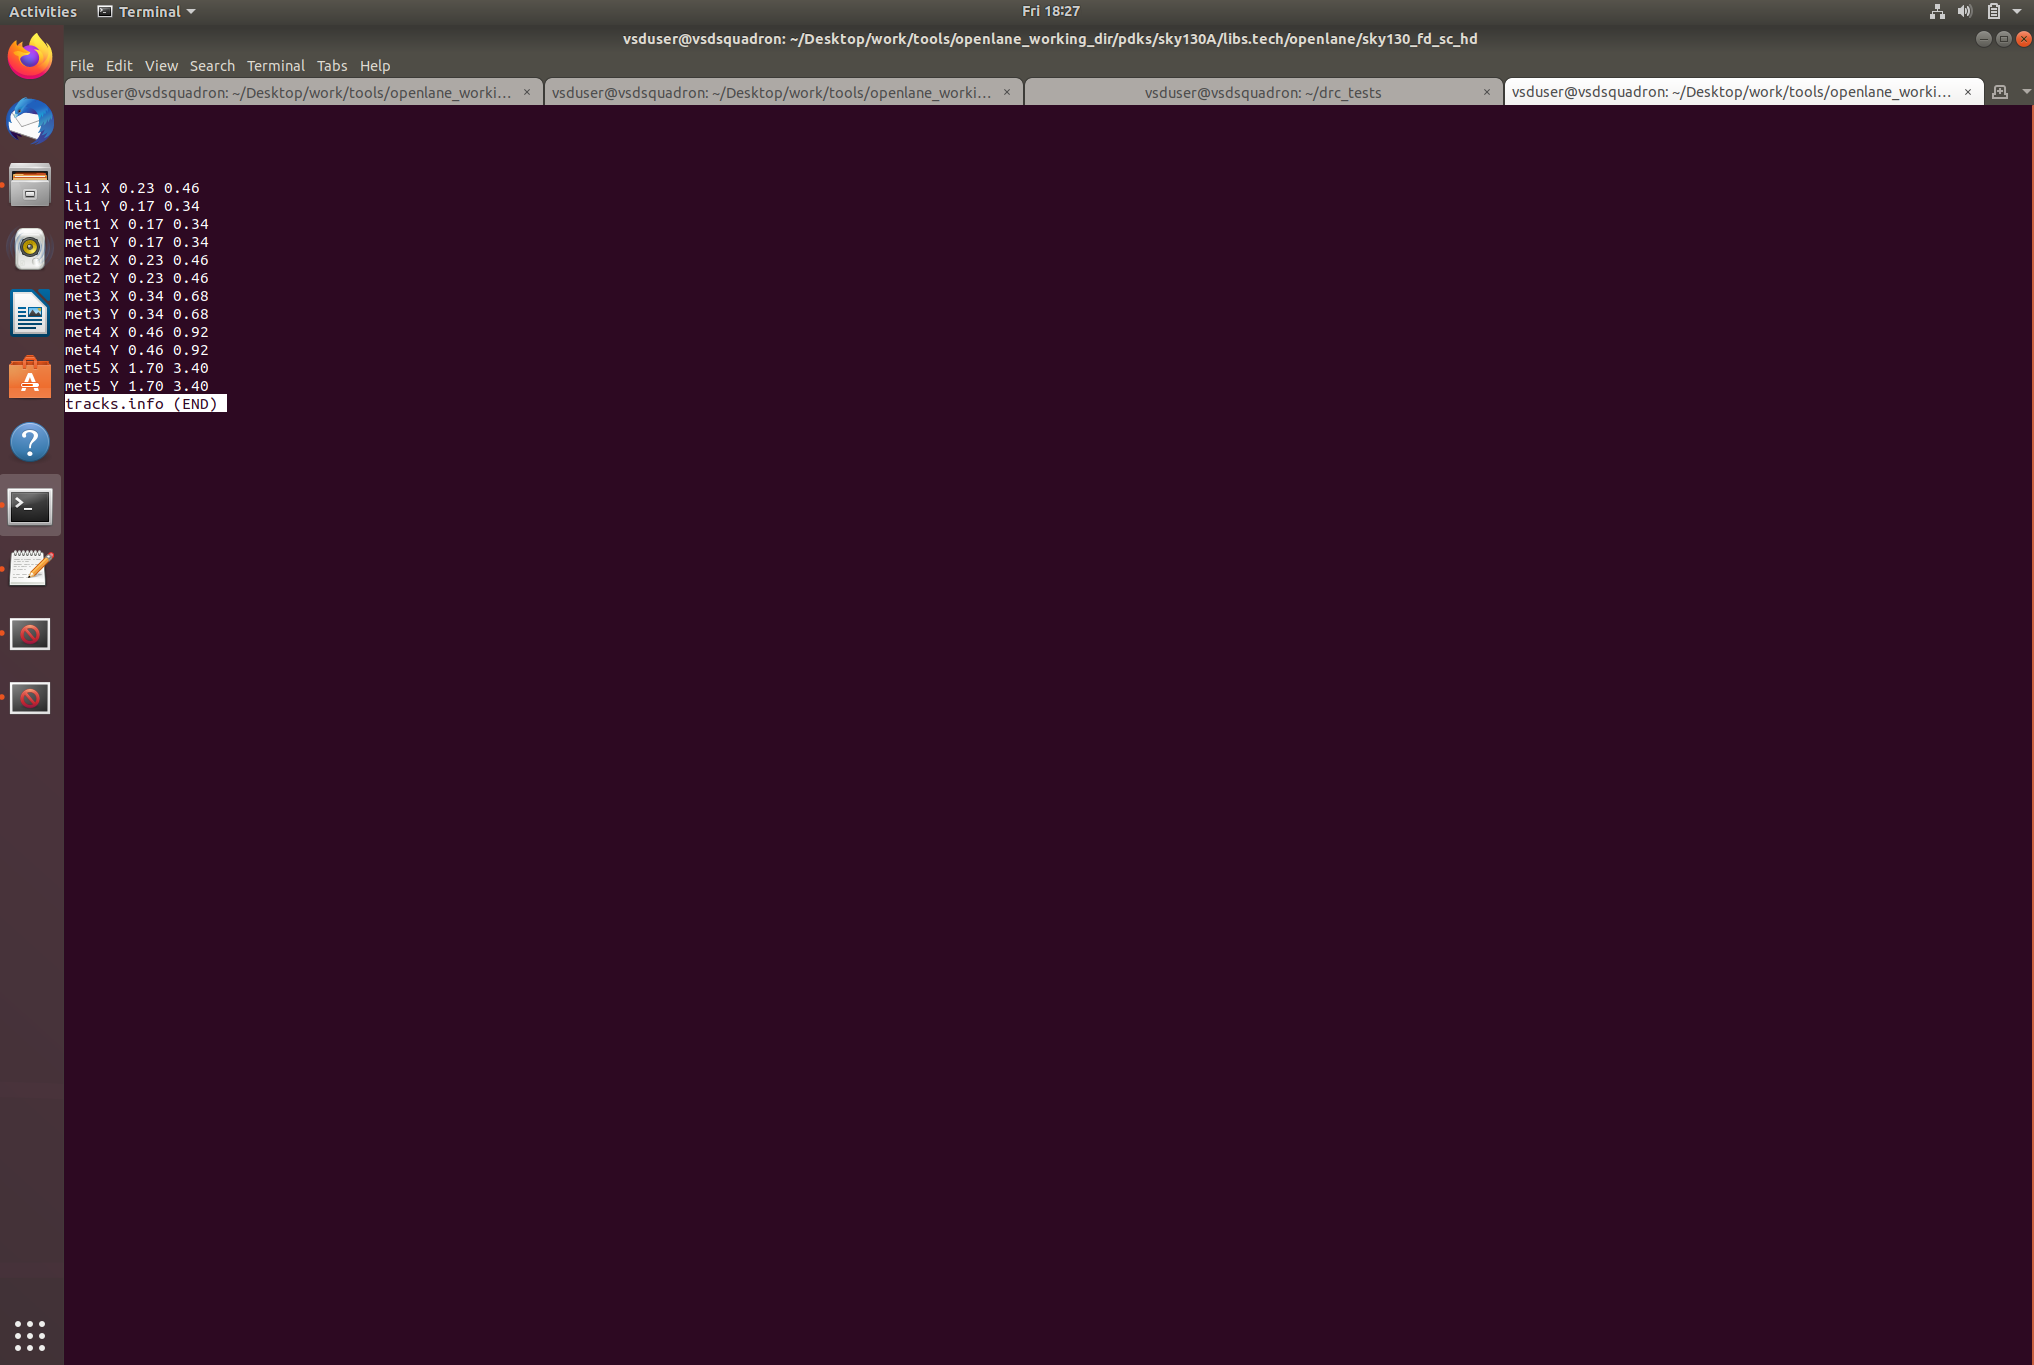 Activities Terminal Fri 18:27
vsduser@vsdsquadron: ~/Desktop/work/tools/openlane_working_dir/pdks/sky130A/libs.tech/openlane/sky130_fd_sc_hd
File Edit View Search Terminal Tabs Help
vsduser@vsdsquadron: ~/Desktop/work/tools/openlane_worki... × vsduser@vsdsquadron: ~/Desktop/work/tools/openlane_worki... × vsduser@vsdsquadron: ~/drc_tests × vsduser@vsdsquadron: ~/Desktop/work/tools/openlane_worki... ×
li1 X 0.23 0.46
li1 Y 0.17 0.34
met1 X 0.17 0.34
met1 Y 0.17 0.34
met2 X 0.23 0.46
met2 Y 0.23 0.46
met3 X 0.34 0.68
met3 Y 0.34 0.68
met4 X 0.46 0.92
met4 Y 0.46 0.92
met5 X 1.70 3.40
met5 Y 1.70 3.40
tracks.info (END)